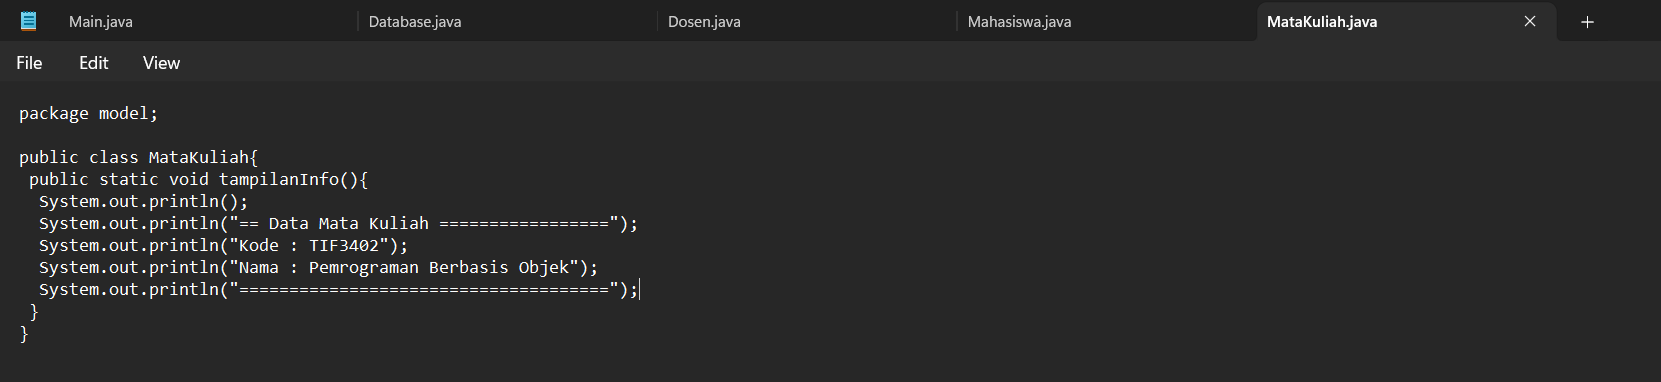 Main.java Database.java Dosen.java Mahasiswa.java MataKuliah.java
File Edit View
package model;
public class MataKuliah{
public static void tampilanInfo(){
System.out.println();
System.out.println("== Data Mata Kuliah =================");
System.out.println("Kode : TIF3402");
System.out.println("Nama : Pemrograman Berbasis Objek");
System.out.println("=====================================");
}
}